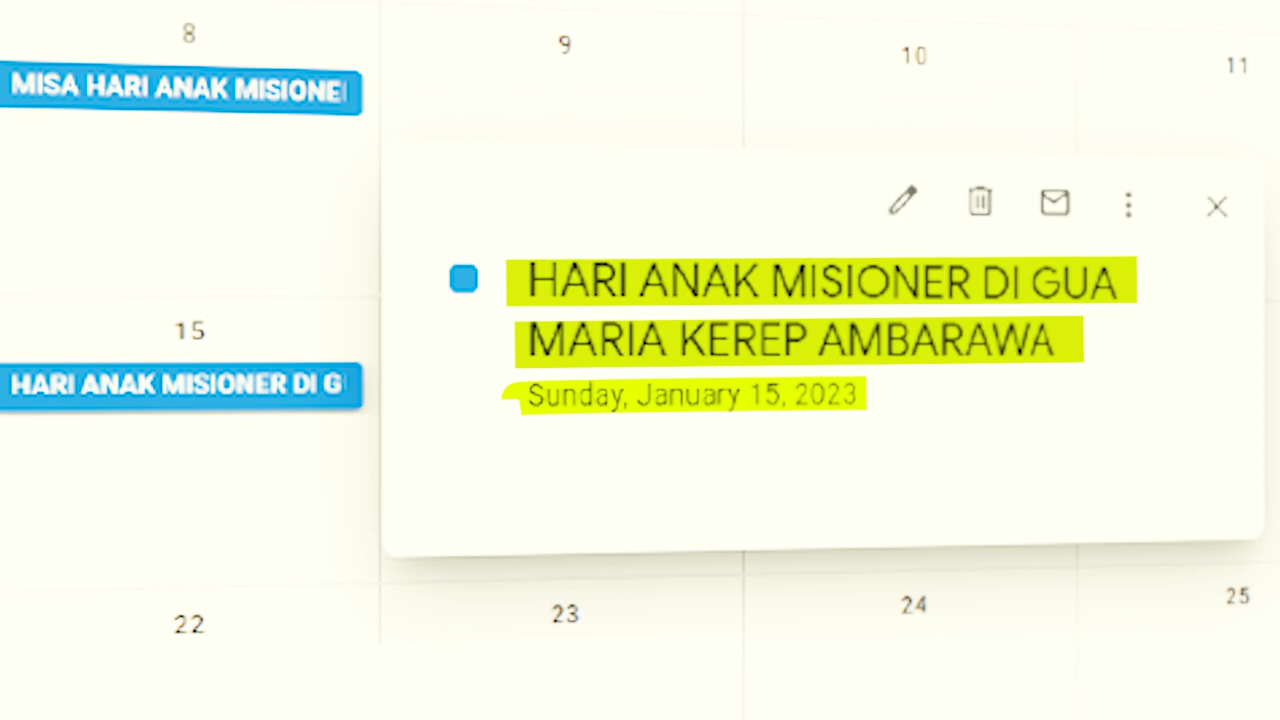 8
9
10
11
MISA HARI ANAK MISIONE
HARI ANAK MISIONER DI GUA
MARIA KEREP AMBARAWA
Sunday, January 15, 2023
15
HARI ANAK MISIONER DI G
22
23
24
25